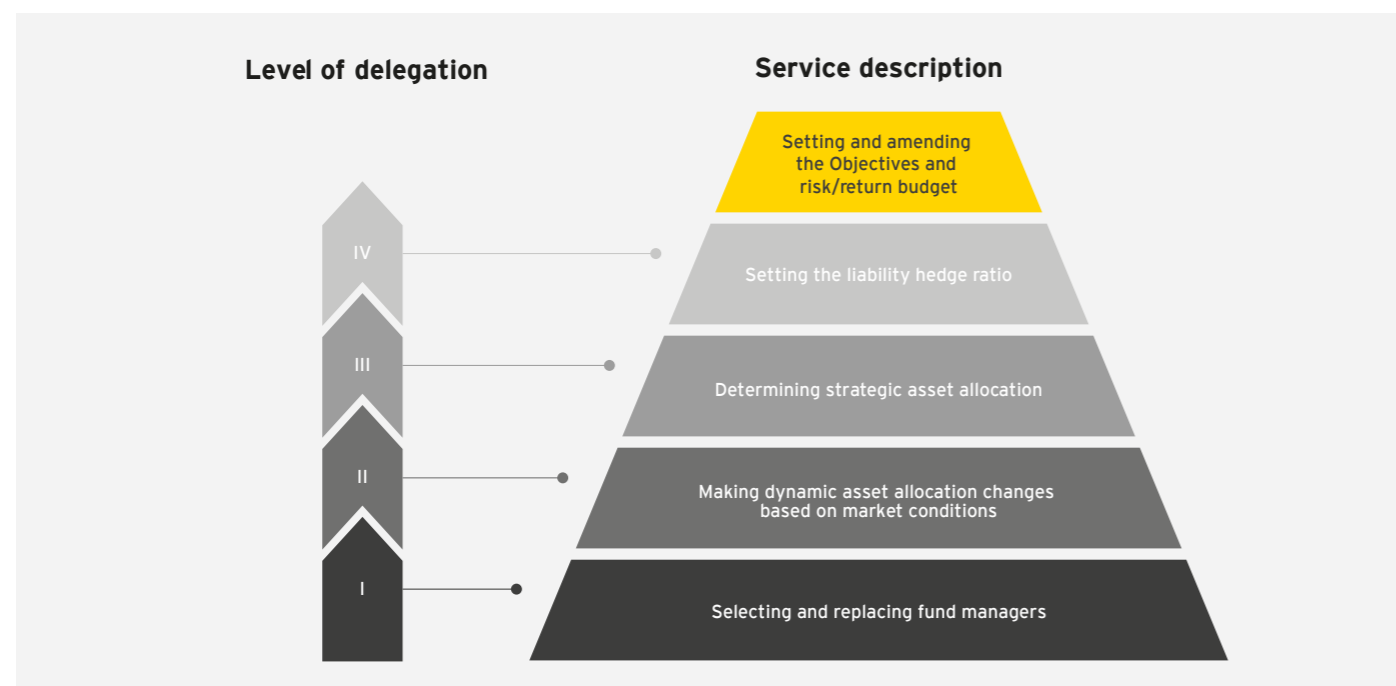 Level of delegation
Service description
Setting and amending
the Objectives and
risk/return budget
IV
Setting the liability hedge ratio
III
Determining strategic asset allocation
II
Making dynamic asset allocation changes
based on market conditions
I
Selecting and replacing fund managers